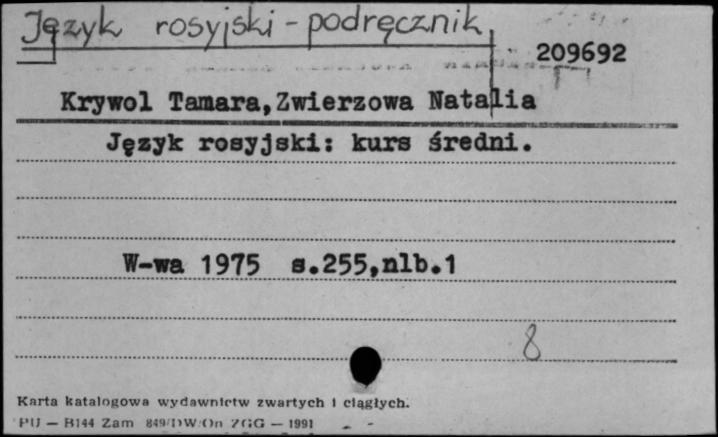 Język rosyjski - podręcznik
209692
Krywol Tamara,Zwierzowa Natalia
Język rosyjski: kurs średni.
W-wa 1975 s.255,nlb.1
8
Karta katalogowa wydawnictw zwartych i ciągłych.
PU — B144 Zam 849/DW/On ZGG — 1991